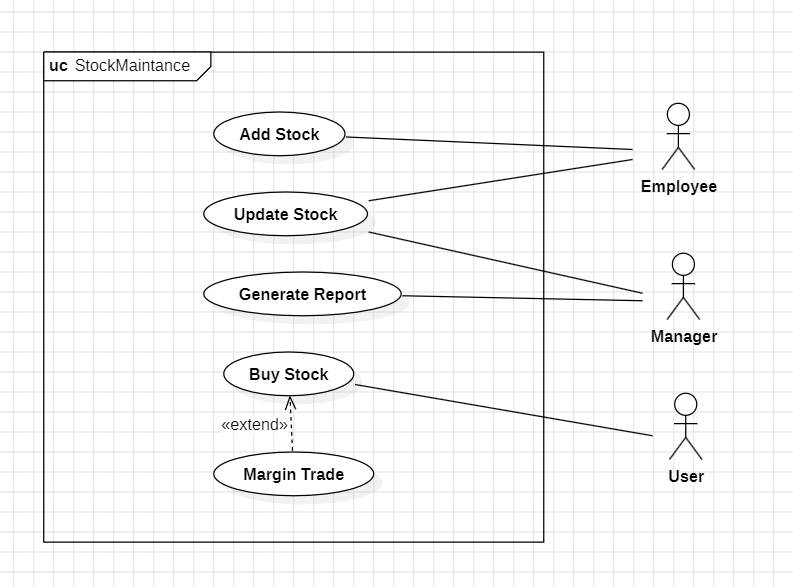 uc StockMaintance
Add Stock
Employee
Update Stock
Generate Report
Manager
Buy Stock
«extend»
Margin Trade
User